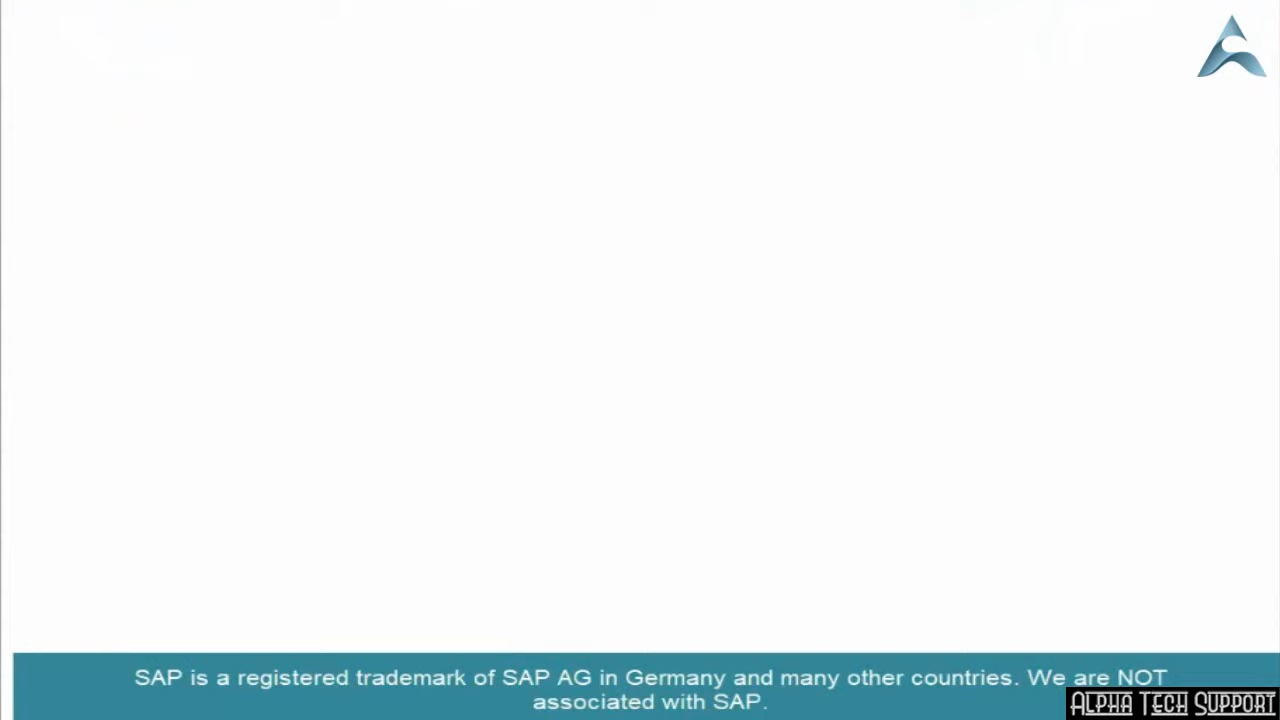 SAP is a registered trademark of SAP AG in Germany and many other countries. We are NOT
associated with SAP.
Alpha Tech Support